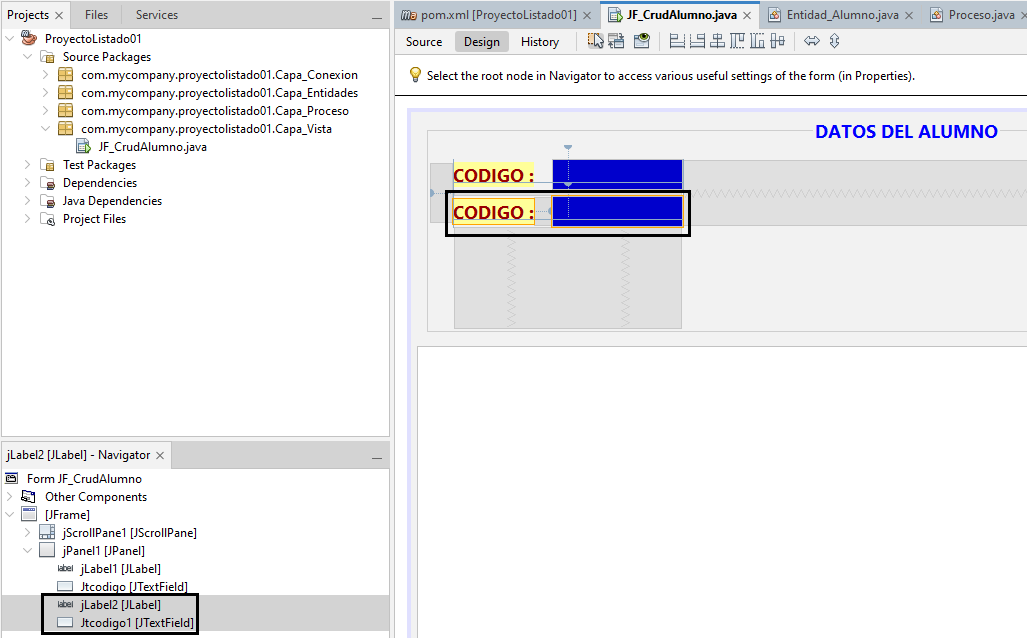 Projects Files Services
pom.xml [ProyectoListado01] JF_CrudAlumno.java Entidad_Alumno.java Proceso.java
Source Design History
Select the root node in Navigator to access various useful settings of the form (in Properties).
ProyectoListado01
Source Packages
com.mycompany.proyectolistado01.Capa_Conexion
com.mycompany.proyectolistado01.Capa_Entidades
com.mycompany.proyectolistado01.Capa_Proceso
com.mycompany.proyectolistado01.Capa_Vista
JF_CrudAlumno.java
Test Packages
Dependencies
Java Dependencies
Project Files
DATOS DEL ALUMNO
CODIGO :
CODIGO :
jLabel2 [JLabel] - Navigator
Form JF_CrudAlumno
Other Components
[JFrame]
jScrollPane1 [JScrollPane]
jPanel1 [JPanel]
label jLabel1 [JLabel]
Jtcodigo [JTextField]
label jLabel2 [JLabel]
Jtcodigo1 [JTextField]